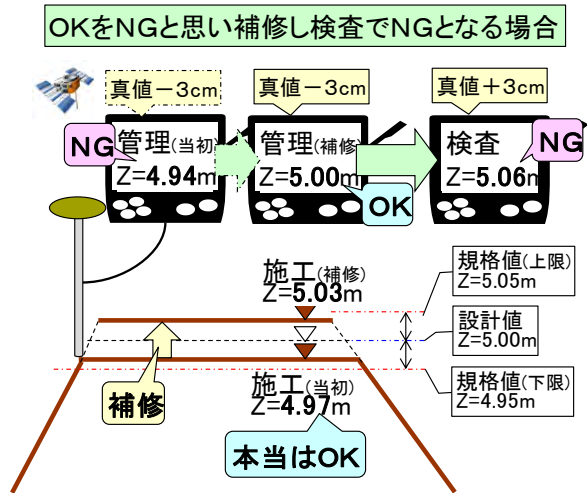 OKをNGと思い補修し検査でNGとなる場合
真値－3cm
真値－3cm
真値＋3cm
NG
管理(当初)
Z=4.94m
管理(補修)
Z=5.00m
OK
検査
Z=5.06m
NG
施工(補修)
Z=5.03m
規格値(上限)
Z=5.05m
設計値
Z=5.00m
規格値(下限)
Z=4.95m
補修
施工(当初)
Z=4.97m
本当はOK